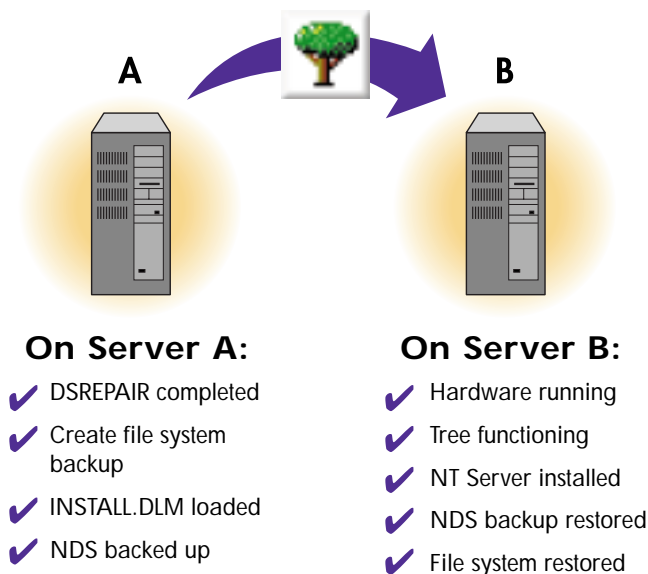 A
B
On Server A:
DSREPAIR completed
Create file system
backup
INSTALL.DLM loaded
NDS backed up
On Server B:
Hardware running
Tree functioning
NT Server installed
NDS backup restored
File system restored